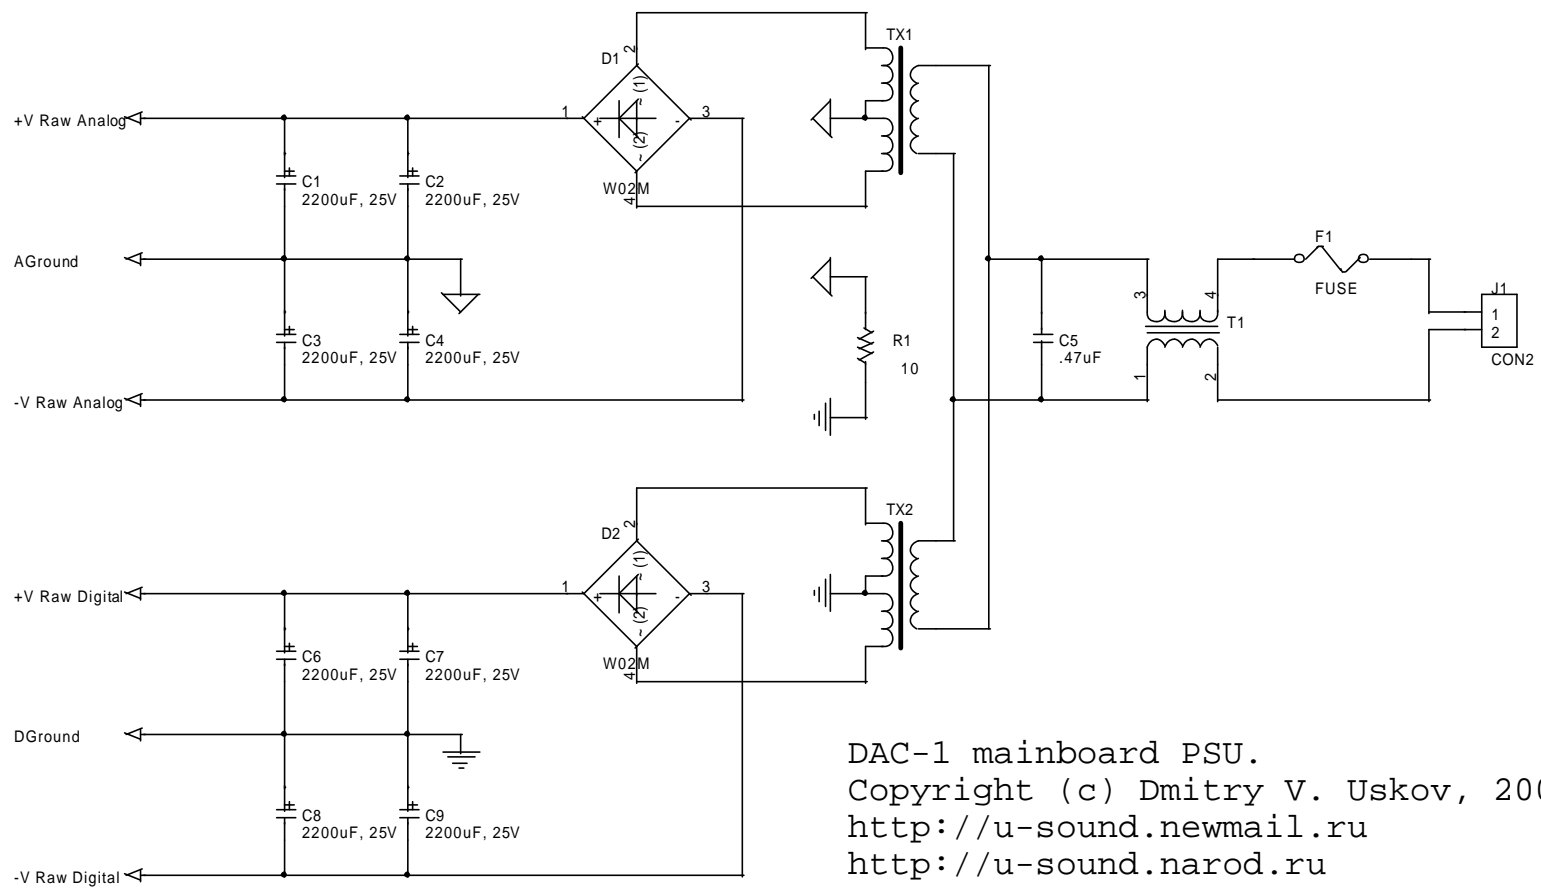 TX1
D1
2
~ (1)
+V Raw Analog
1
+
-
3
~ (2)
C1
2200uF, 25V
C2
2200uF, 25V
W02M
4
AGround
F1
FUSE
J1
1
2
CON2
3
4
T1
1
2
C3
2200uF, 25V
C4
2200uF, 25V
R1
10
C5
.47uF
-V Raw Analog
TX2
D2
2
~ (1)
+V Raw Digital
1
+
-
3
~ (2)
C6
2200uF, 25V
C7
2200uF, 25V
W02M
4
DGround
C8
2200uF, 25V
C9
2200uF, 25V
-V Raw Digital
DAC-1 mainboard PSU.
Copyright (c) Dmitry V. Uskov,
http://u-sound.newmail.ru
http://u-sound.narod.ru